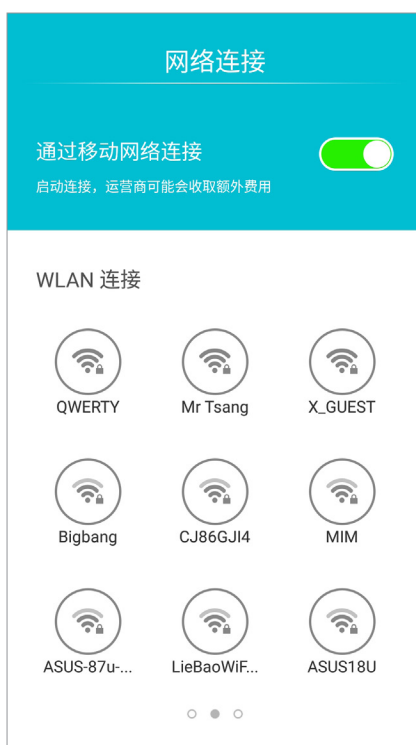 网络连接
通过移动网络连接
启动连接，运营商可能会收取额外费用
WLAN 连接
QWERTY Mr Tsang X_GUEST
Bigbang CJ86GJI4 MIM
ASUS-87u-... LieBaoWiF... ASUS18U